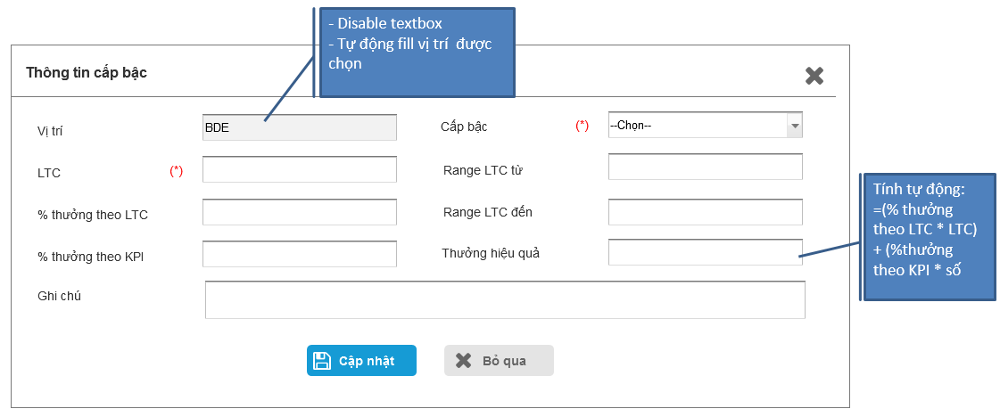 - Disable textbox
- Tự động fill vị trí được
chọn
Thông tin cấp bậc
Vị trí
BDE
Cấp bậc
(*)
--Chọn--
LTC
(*)
Range LTC từ
% thưởng theo LTC
Range LTC đến
% thưởng theo KPI
Thưởng hiệu quả
Tính tự động:
=(% thưởng
theo LTC * LTC)
+ (%thưởng
theo KPI * số
Ghi chú
Cập nhật
Bỏ qua